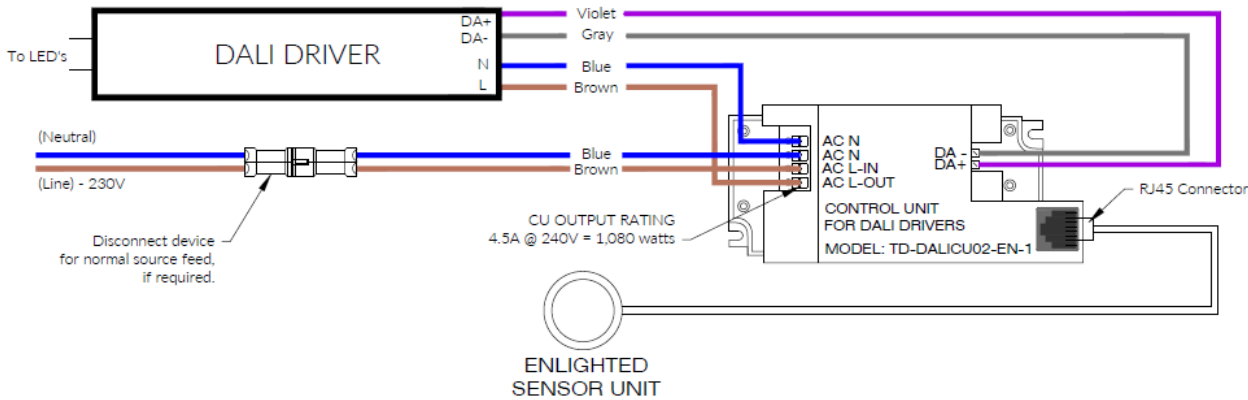 Violet
DA+
Gray
DA-
To LED's
DALI DRIVER
N
Blue
L
Brown
(Neutral)
Blue
Brown
(Line) - 230V
Disconnect device
for normal source feed,
if required.
AC N
AC N
AC L-IN
AC L-OUT
DA -
DA+
CONTROL UNIT
FOR DALI DRIVERS
MODEL: TD-DALICU02-EN-1
RJ45 Connector
CU OUTPUT RATING
4.5A @ 240V = 1,080 watts
ENLIGHTED
SENSOR UNIT